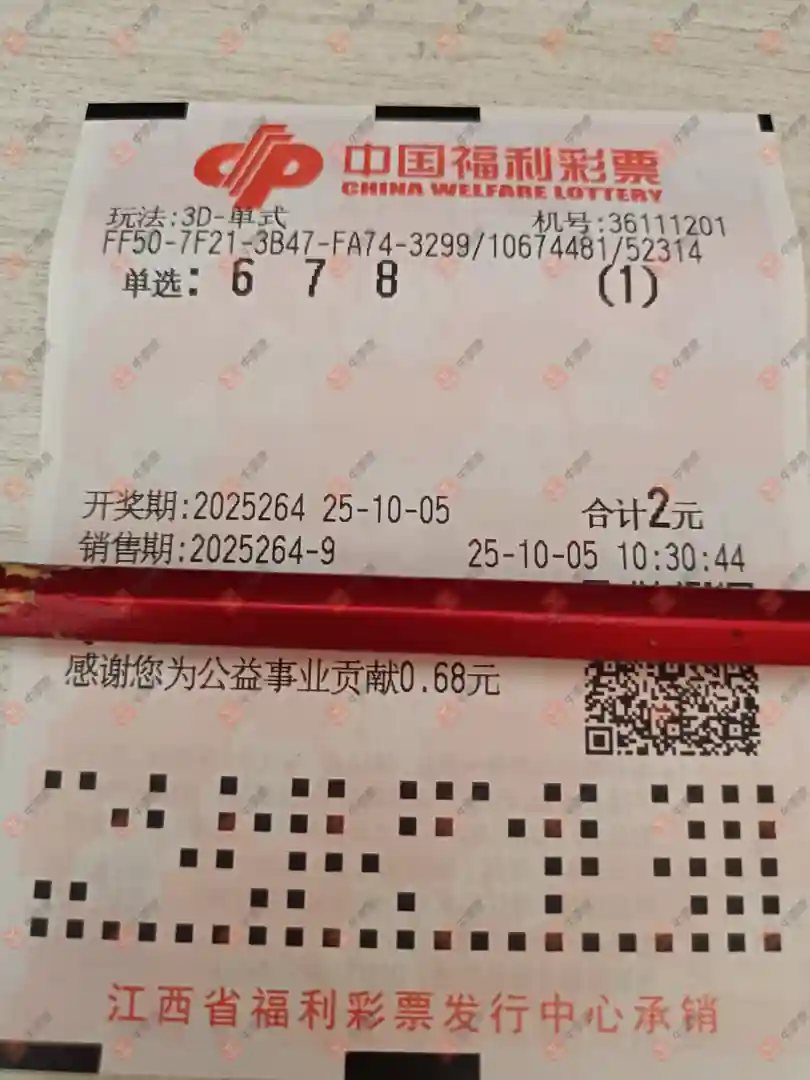 中国福利彩票
CHINA WELFARE LOTTERY
玩法:3D-单式 机号:36111201
FF50-7F21-3B47-FA74-3299/10674481/52314
单选: 6 7 8 (1)
开奖期:2025264 25-10-05 合计2元
销售期:2025264-9 25-10-05 10:30:44
感谢您为公益事业贡献0.68元
江西省福利彩票发行中心承销